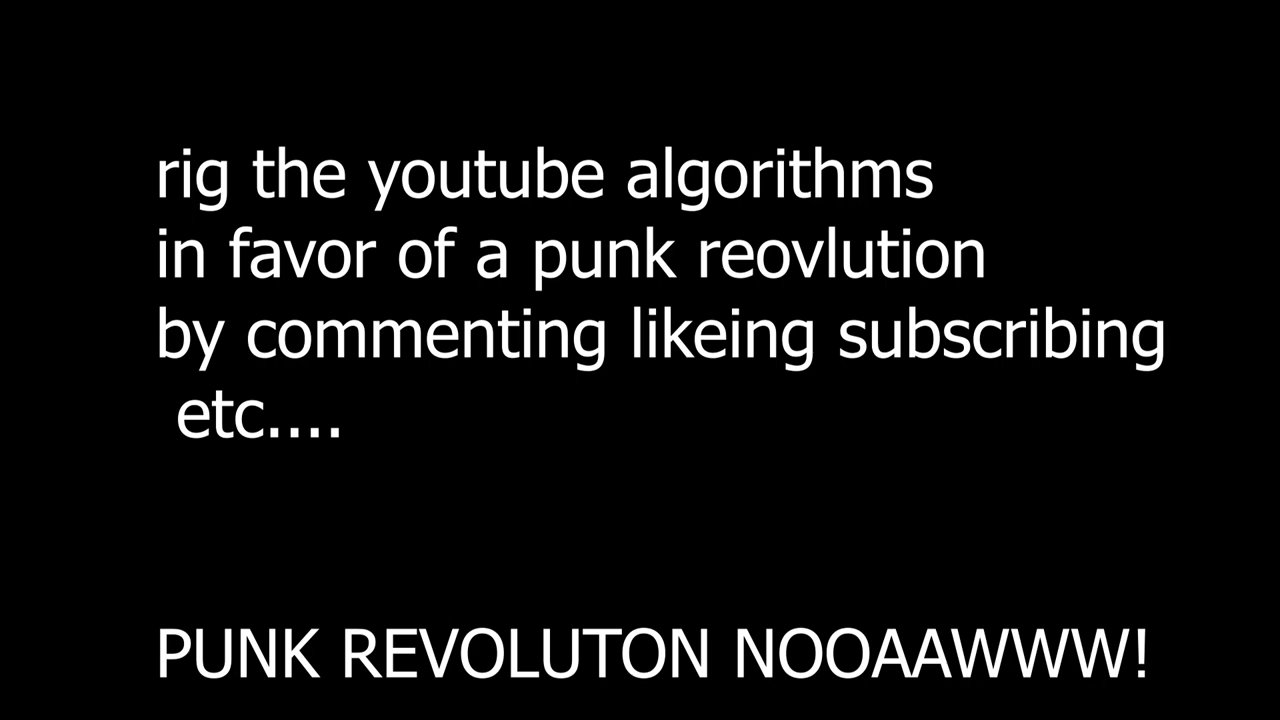 rig the youtube algorithms
in favor of a punk reovlution
by commenting likeing subscribing
etc....
PUNK REVOLUTON NOOAAWWW!